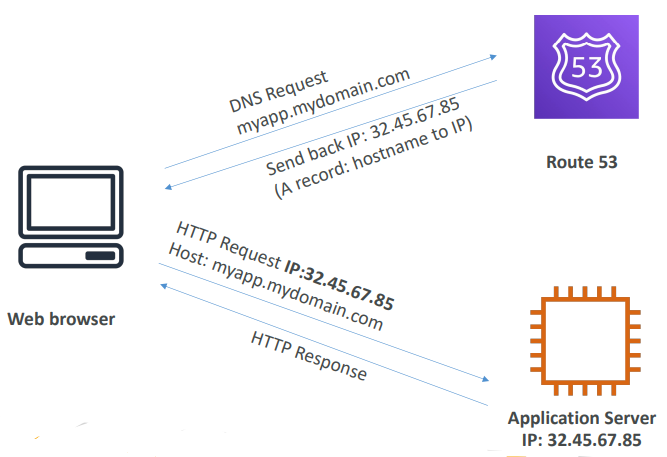 DNS Request
myapp.mydomain.com
Send back IP: 32.45.67.85
(A record: hostname to IP)
53
Route 53
Web browser
HTTP Request IP:32.45.67.85
Host: myapp.mydomain.com
HTTP Response
Application Server
IP: 32.45.67.85